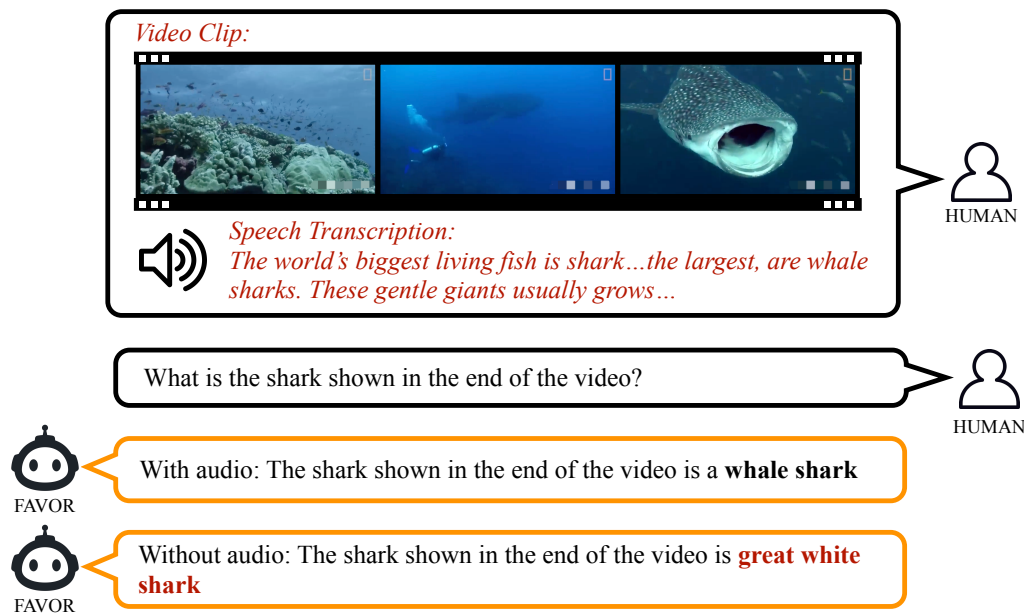 Video Clip:
Speech Transcription:
The world's biggest living fish is shark…the largest, are whale
sharks. These gentle giants usually grows…
HUMAN
What is the shark shown in the end of the video?
HUMAN
With audio: The shark shown in the end of the video is a whale shark
FAVOR
Without audio: The shark shown in the end of the video is great white
shark
FAVOR